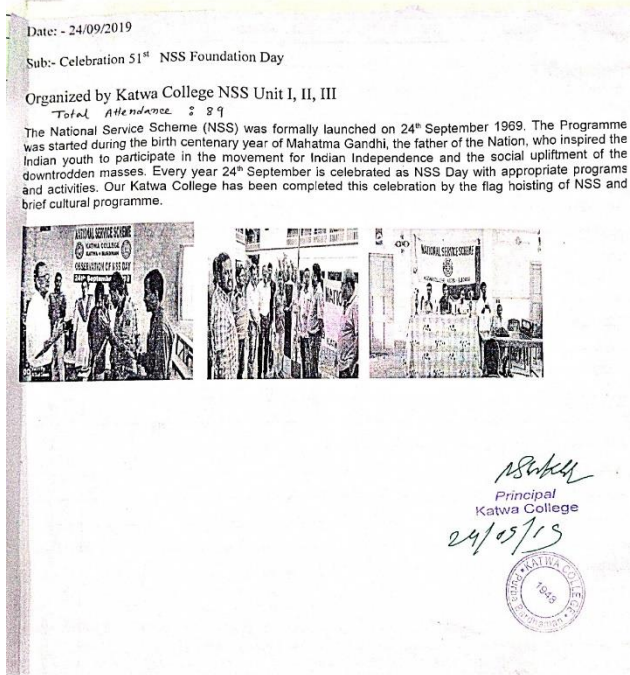 Date: - 24/09/2019
Sub:- Celebration 51st NSS Foundation Day
Organized by Katwa College NSS Unit I, II, III
Total Attendance : 89
The National Service Scheme (NSS) was formally launched on 24th September 1969. The Programme
was started during the birth centenary year of Mahatma Gandhi, the father of the Nation, who inspired the
Indian youth to participate in the movement for Indian Independence and the social upliftment of the
downtrodden masses. Every year 24th September is celebrated as NSS Day with appropriate programs
and activities. Our Katwa College has been completed this celebration by the flag hoisting of NSS and
brief cultural programme.
NATIONAL SERVICE SCHEME
KATWA COLLEGE
OBSERVATION OF NSS DAY
24th September
NATIONAL SERVICE SCHEME
Principal
Katwa College
24/09/19
KATWA COLLEGE
1948
Purba Bardhaman